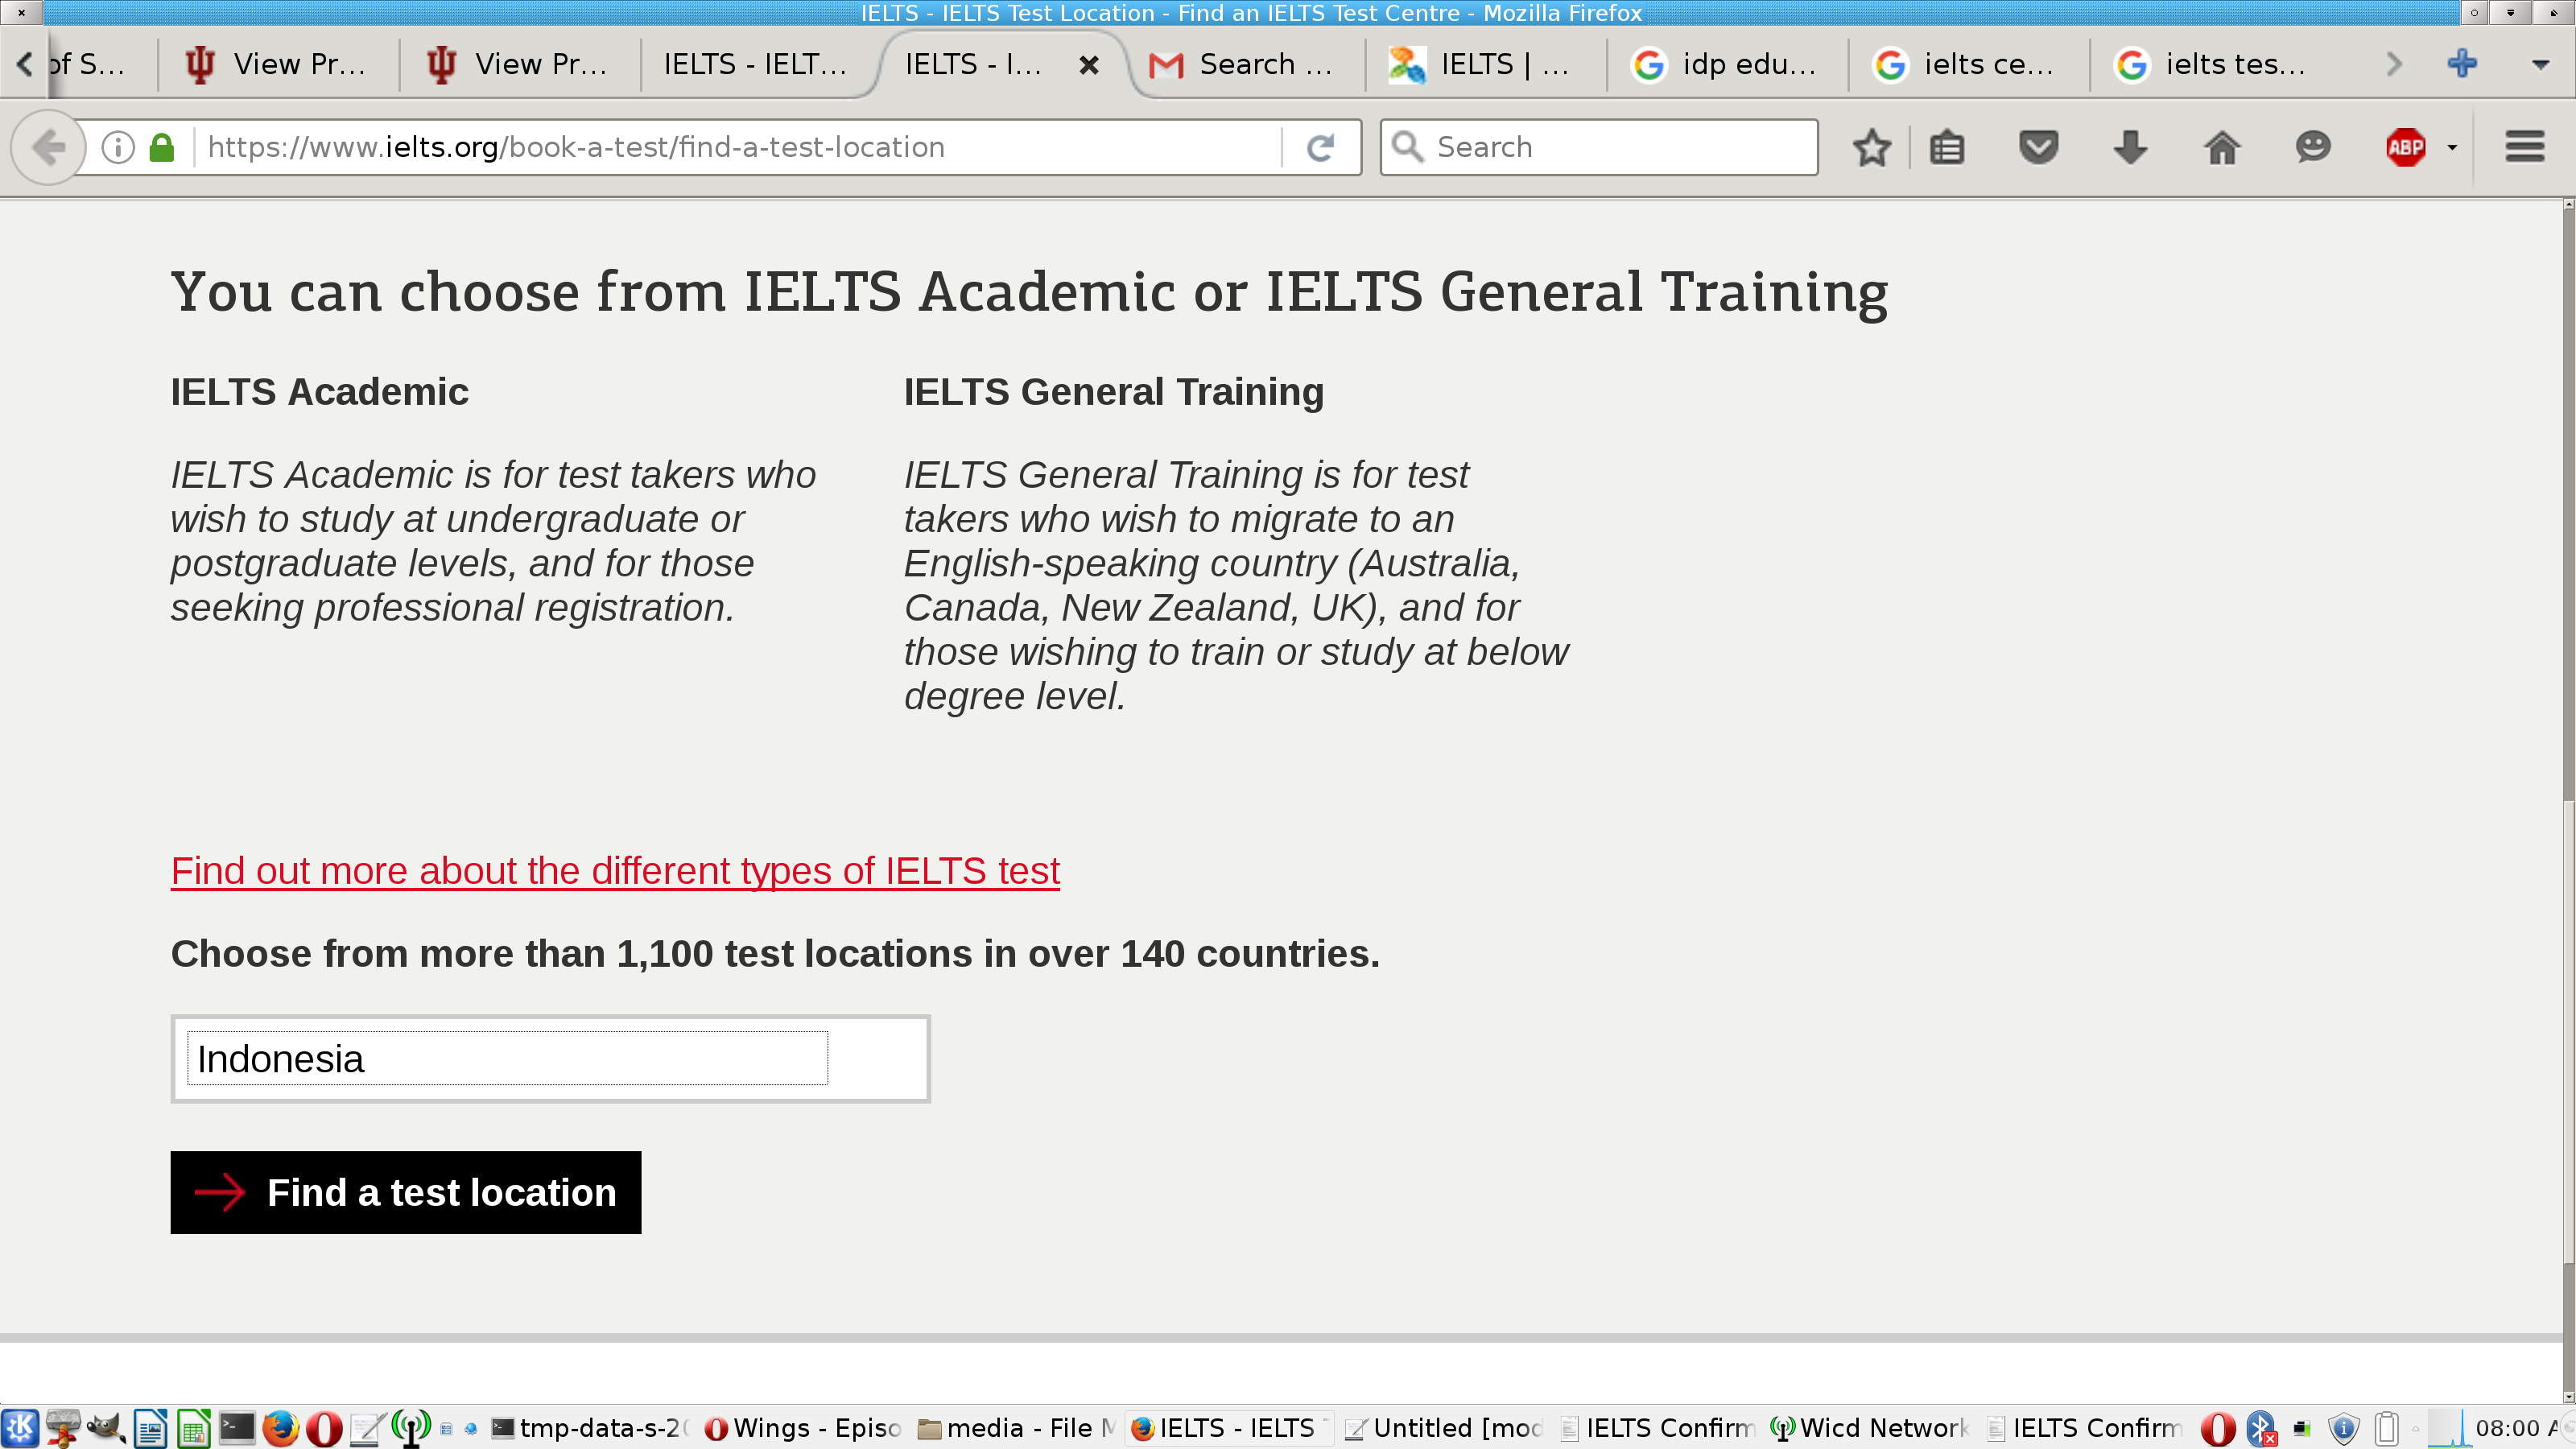 IELTS - IELTS Test Location - Find an IELTS Test Centre - Mozilla Firefox
of S... View Pr... View Pr... IELTS - IELT... IELTS - I... Search ... IELTS | ... idp edu... ielts ce... ielts tes...
https://www.ielts.org/book-a-test/find-a-test-location Search ABP
You can choose from IELTS Academic or IELTS General Training
IELTS Academic
IELTS Academic is for test takers who
wish to study at undergraduate or
postgraduate levels, and for those
seeking professional registration.
IELTS General Training
IELTS General Training is for test
takers who wish to migrate to an
English-speaking country (Australia,
Canada, New Zealand, UK), and for
those wishing to train or study at below
degree level.
Find out more about the different types of IELTS test
Choose from more than 1,100 test locations in over 140 countries.
Indonesia
Find a test location
tmp-data-s-20 Wings - Episo media - File M IELTS - IELTS T Untitled [mod IELTS Confirm Wicd Network IELTS Confirm 08:00 A